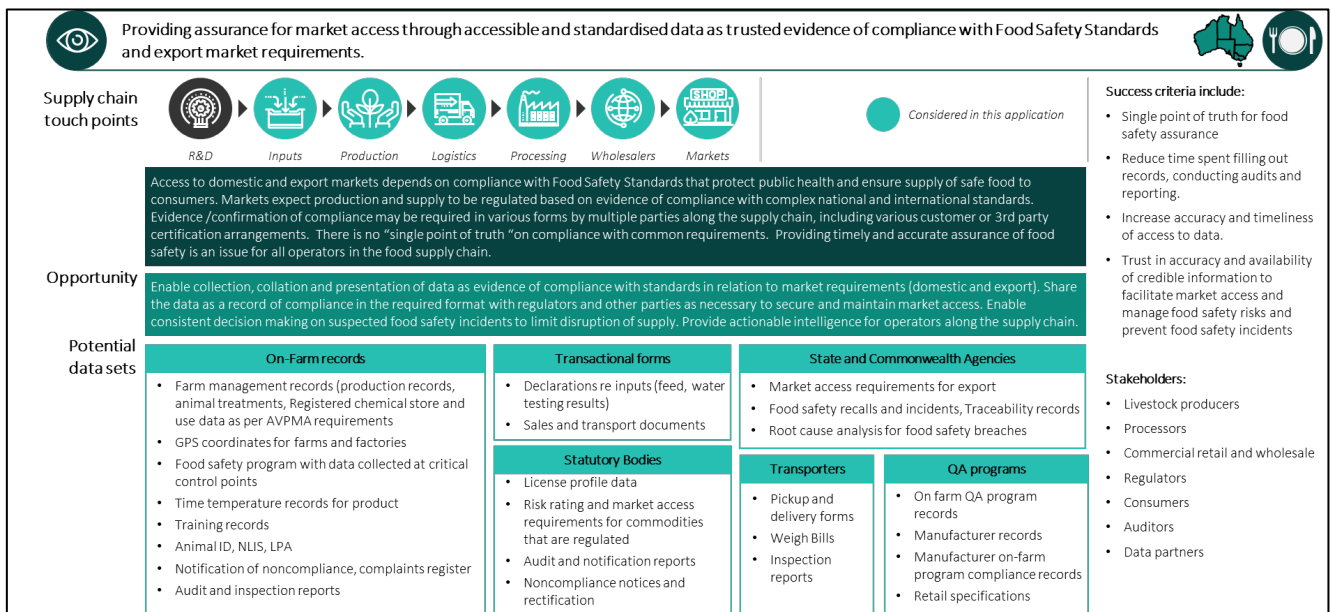 Providing assurance for market access through accessible and standardised data as trusted evidence of compliance with Food Safety Standards
and export market requirements.
Supply chain
touch points
R&D
Inputs
Production
Logistics
Processing
Wholesalers
SHOP
Markets
Considered in this application
Access to domestic and export markets depends on compliance with Food Safety Standards that protect public health and ensure supply of safe food to
consumers. Markets expect production and supply to be regulated based on evidence of compliance with complex national and international standards.
Evidence /confirmation of compliance may be required in various forms by multiple parties along the supply chain, including various customer or 3rd party
certification arrangements. There is no “single point of truth “on compliance with common requirements. Providing timely and accurate assurance of food
safety is an issue for all operators in the food supply chain.
Opportunity
Enable collection, collation and presentation of data as evidence of compliance with standards in relation to market requirements (domestic and export). Share
the data as a record of compliance in the required format with regulators and other parties as necessary to secure and maintain market access. Enable
consistent decision making on suspected food safety incidents to limit disruption of supply. Provide actionable intelligence for operators along the supply chain.
Potential
data sets
On-Farm records
• Farm management records (production records,
animal treatments, Registered chemical store and
use data as per AVPMA requirements
• GPS coordinates for farms and factories
• Food safety program with data collected at critical
control points
• Time temperature records for product
• Training records
• Animal ID, NLIS, LPA
• Notification of noncompliance, complaints register
• Audit and inspection reports
Transactional forms
• Declarations re inputs (feed, water
testing results)
• Sales and transport documents
Statutory Bodies
• License profile data
• Risk rating and market access
requirements for commodities
that are regulated
• Audit and notification reports
• Noncompliance notices and
rectification
State and Commonwealth Agencies
• Market access requirements for export
• Food safety recalls and incidents, Traceability records
• Root cause analysis for food safety breaches
Transporters
• Pickup and
delivery forms
• Weigh Bills
• Inspection
reports
QA programs
• On farm QA program
records
• Manufacturer records
• Manufacturer on-farm
program compliance records
• Retail specifications
Success criteria include:
• Single point of truth for food
safety assurance
• Reduce time spent filling out
records, conducting audits and
reporting.
• Increase accuracy and timeliness
of access to data.
• Trust in accuracy and availability
of credible information to
facilitate market access and
manage food safety risks and
prevent food safety incidents
Stakeholders:
• Livestock producers
• Processors
• Commercial retail and wholesale
• Regulators
• Consumers
• Auditors
• Data partners